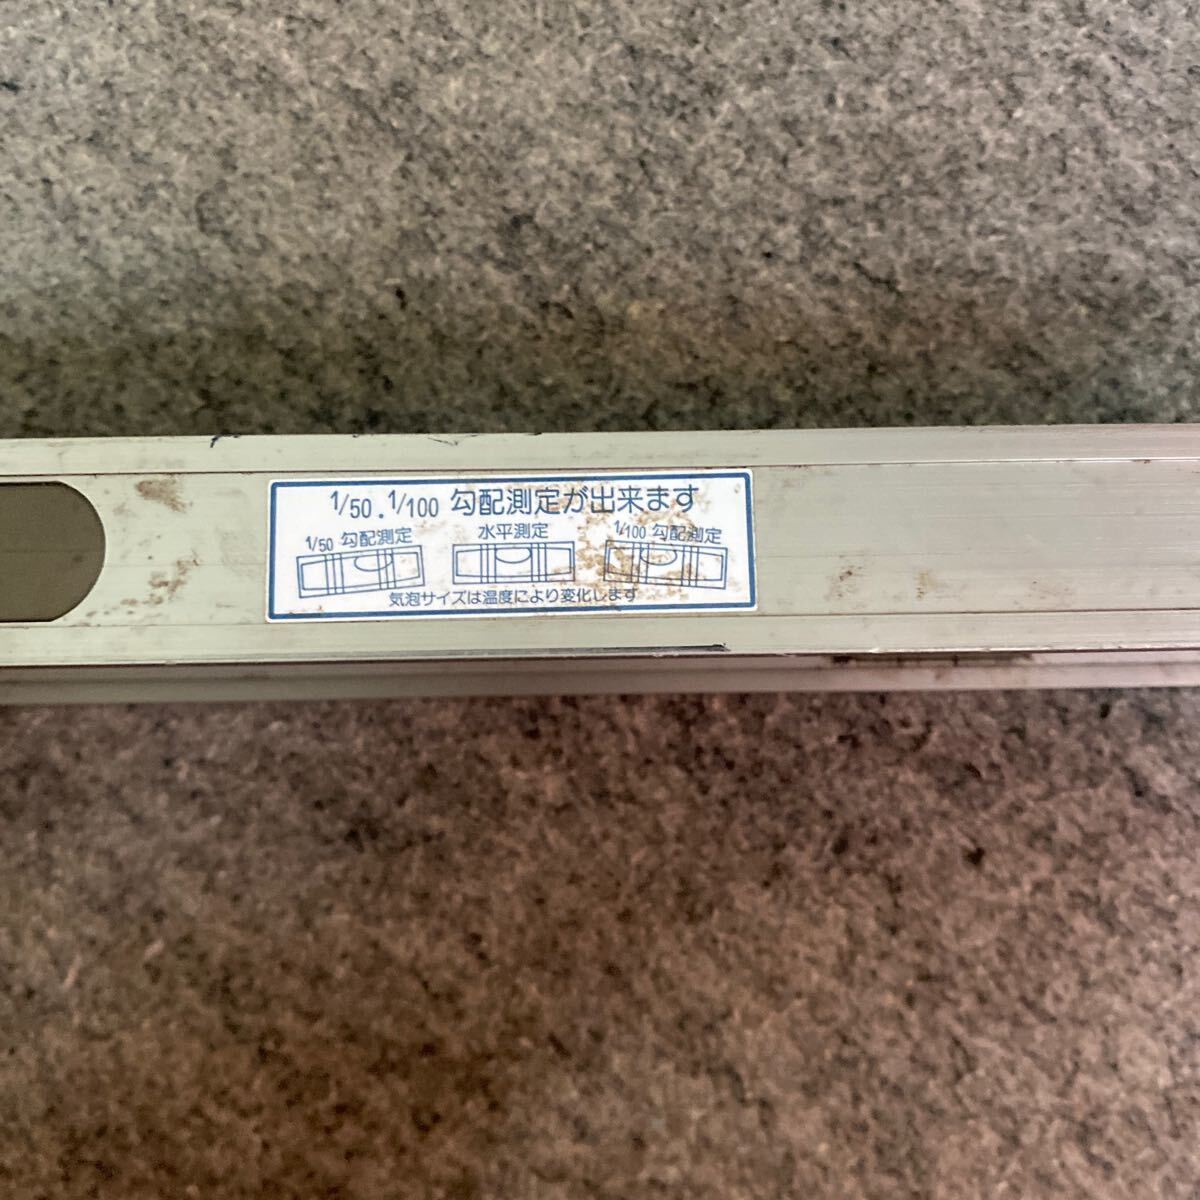 1/50.1/100 勾配測定が出来ます
1/50 勾配測定
水平測定
1/100 勾配測定
気泡サイズは温度により変化します